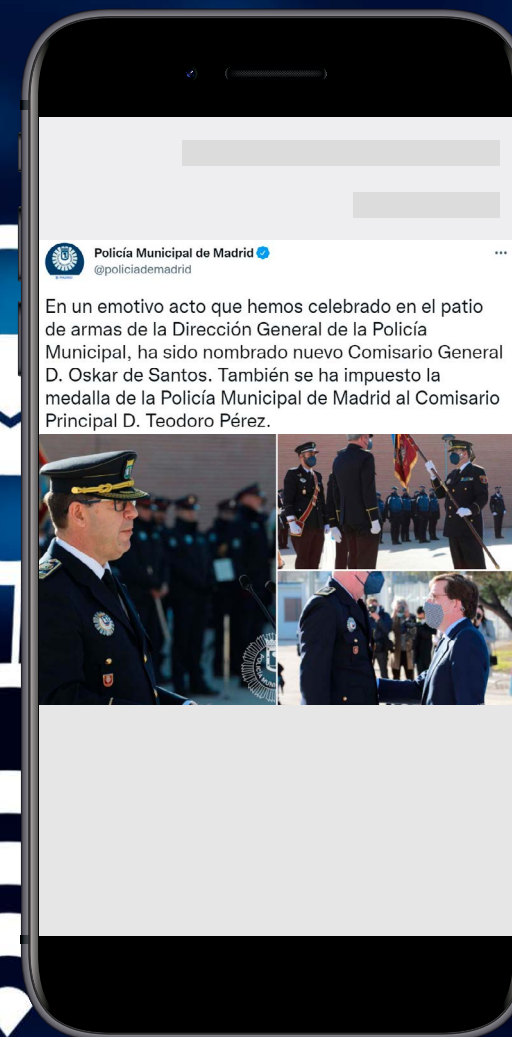 Policía Municipal de Madrid
@policiademadrid
En un emotivo acto que hemos celebrado en el patio
de armas de la Dirección General de la Policía
Municipal, ha sido nombrado nuevo Comisario General
D. Oskar de Santos. También se ha impuesto la
medalla de la Policía Municipal de Madrid al Comisario
Principal D. Teodoro Pérez.
POLICÍA MUNI